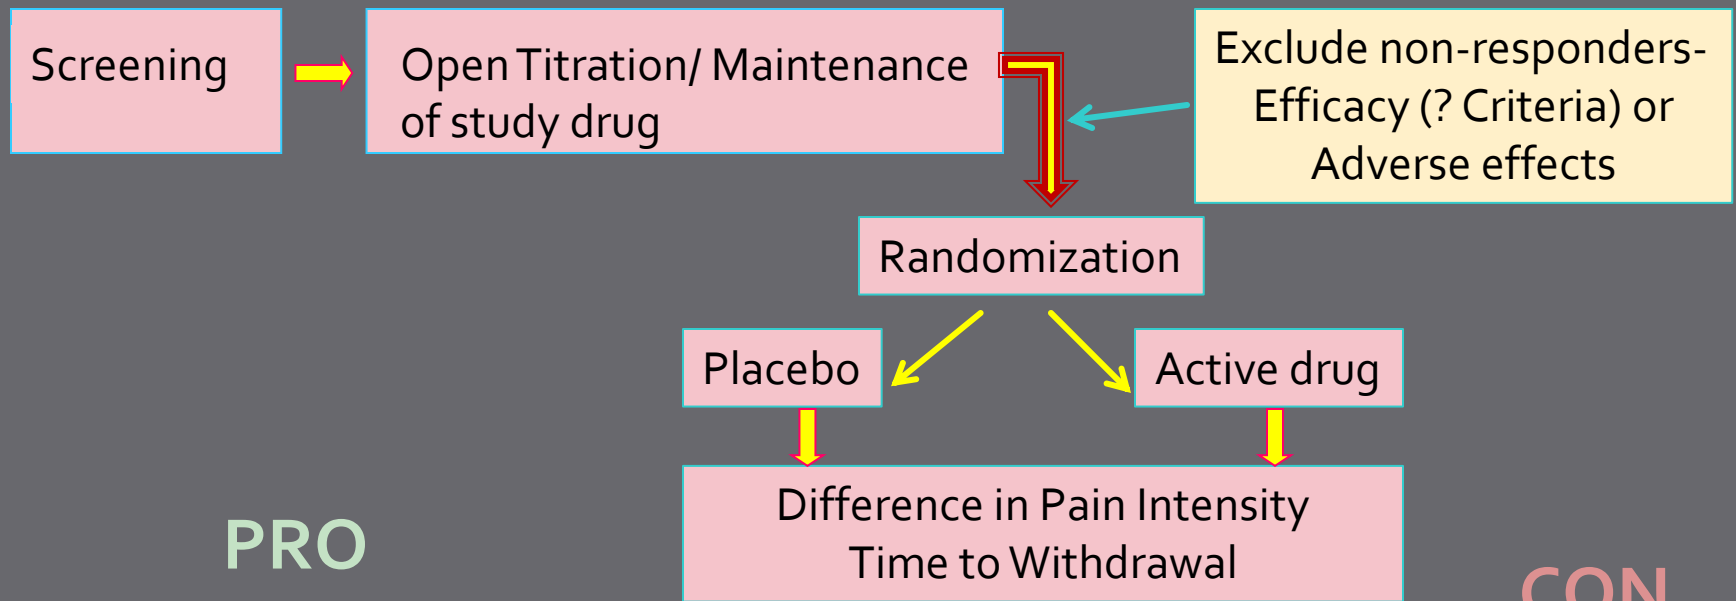 Screening
Open Titration/ Maintenance
of study drug
Exclude non-responders-
Efficacy (? Criteria) or
Adverse effects
Randomization
Placebo
Active drug
Difference in Pain Intensity
Time to Withdrawal
PRO
CON